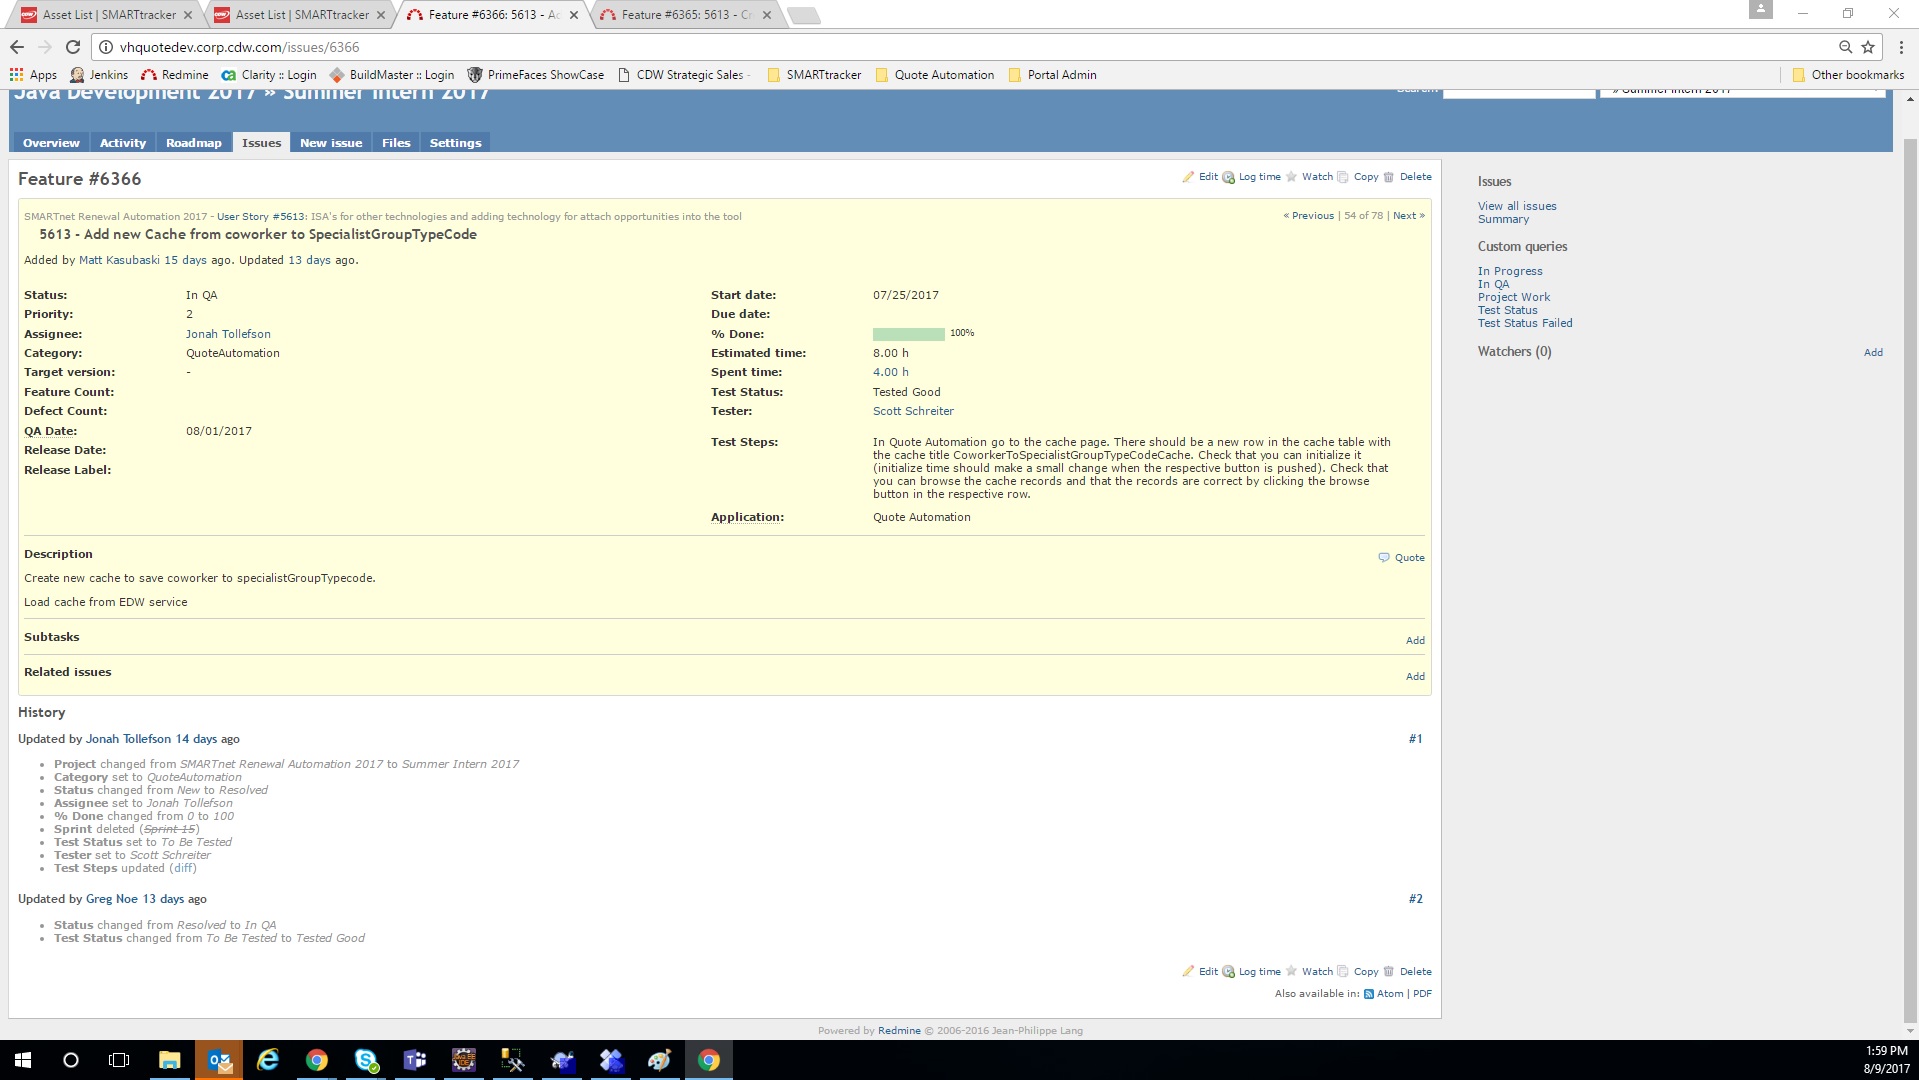 Asset List | SMARTtracker
Asset List | SMARTtracker
Feature #6366: 5613 - Ac
Feature #6365: 5613 - Cr
vhquotedev.corp.cdw.com/issues/6366
Apps Jenkins Redmine Clarity :: Login BuildMaster :: Login PrimeFaces ShowCase CDW Strategic Sales - SMARTtracker Quote Automation Portal Admin Other bookmarks
Java Development 2017 » Summer Intern 2017
Search:
» Summer Intern 2017
Overview Activity Roadmap Issues New issue Files Settings
Feature #6366
Edit Log time Watch Copy Delete
SMARTnet Renewal Automation 2017 - User Story #5613: ISA's for other technologies and adding technology for attach opportunities into the tool
« Previous | 54 of 78 | Next »
5613 - Add new Cache from coworker to SpecialistGroupTypeCode
Added by Matt Kasubaski 15 days ago. Updated 13 days ago.
Status: In QA
Priority: 2
Assignee: Jonah Tollefson
Category: QuoteAutomation
Target version: -
Feature Count:
Defect Count:
QA Date: 08/01/2017
Release Date:
Release Label:
Start date: 07/25/2017
Due date:
% Done: 100%
Estimated time: 8.00 h
Spent time: 4.00 h
Test Status: Tested Good
Tester: Scott Schreiter
Test Steps: In Quote Automation go to the cache page. There should be a new row in the cache table with
the cache title CoworkerToSpecialistGroupTypeCodeCache. Check that you can initialize it
(initialize time should make a small change when the respective button is pushed). Check that
you can browse the cache records and that the records are correct by clicking the browse
button in the respective row.
Application: Quote Automation
Description
Quote
Create new cache to save coworker to specialistGroupTypecode.
Load cache from EDW service
Subtasks
Add
Related issues
Add
History
Updated by Jonah Tollefson 14 days ago
#1
Project changed from SMARTnet Renewal Automation 2017 to Summer Intern 2017
Category set to QuoteAutomation
Status changed from New to Resolved
Assignee set to Jonah Tollefson
% Done changed from 0 to 100
Sprint deleted (Sprint 15)
Test Status set to To Be Tested
Tester set to Scott Schreiter
Test Steps updated (diff)
Updated by Greg Noe 13 days ago
#2
Status changed from Resolved to In QA
Test Status changed from To Be Tested to Tested Good
Edit Log time Watch Copy Delete
Also available in: Atom | PDF
Powered by Redmine © 2006-2016 Jean-Philippe Lang
Issues
View all issues
Summary
Custom queries
In Progress
In QA
Project Work
Test Status
Test Status Failed
Watchers (0)
Add
1:59 PM
8/9/2017